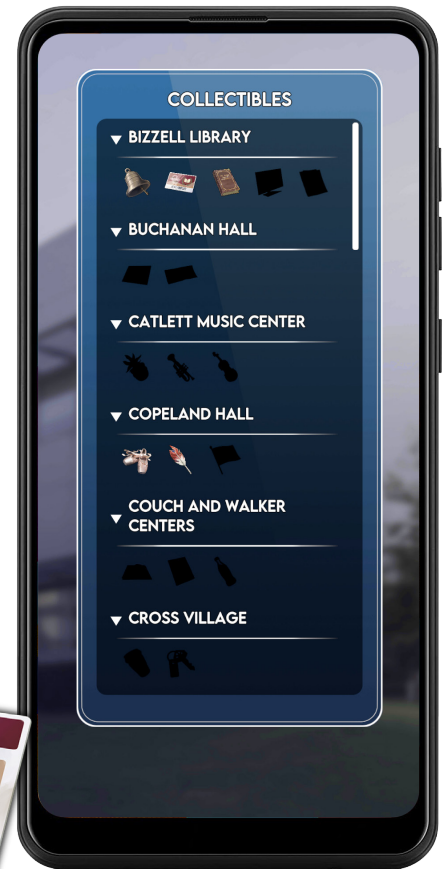 COLLECTIBLES
▼ BIZZELL LIBRARY
▼ BUCHANAN HALL
▼ CATLETT MUSIC CENTER
▼ COPELAND HALL
▼ COUCH AND WALKER
CENTERS
▼ CROSS VILLAGE